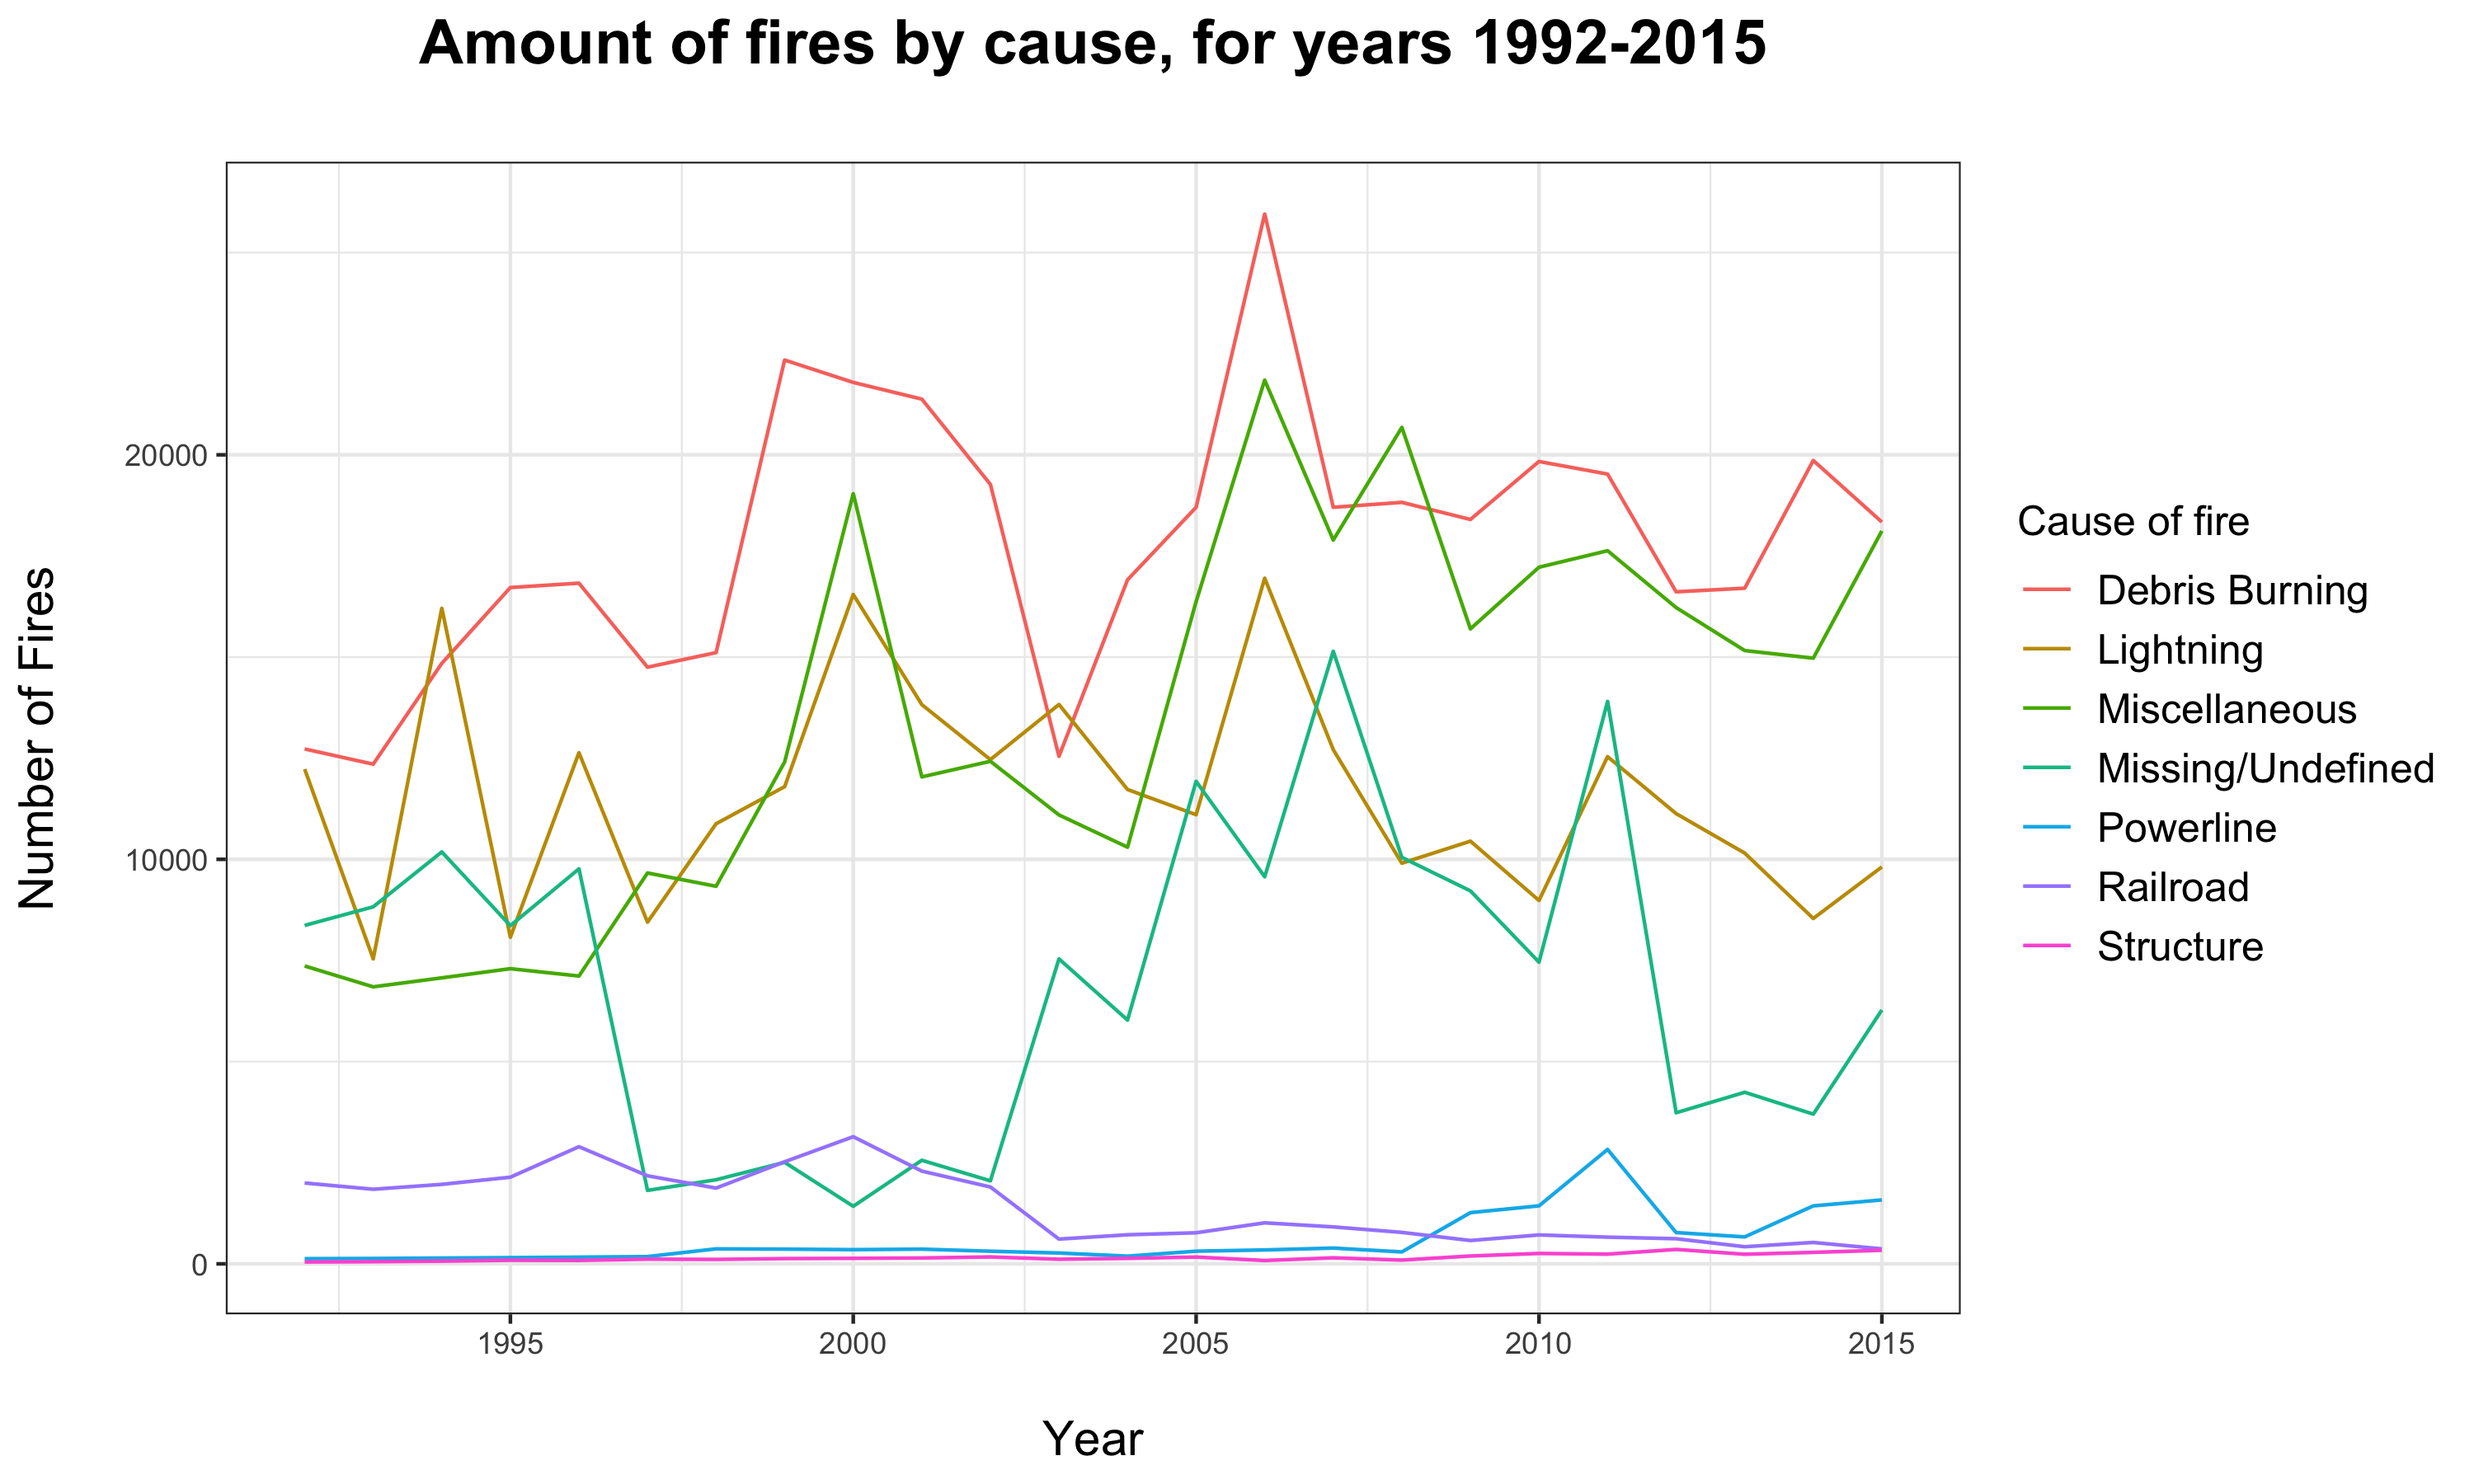 Amount of fires by cause, for years 1992-2015
Number of Fires
20000
10000
0
1995
2000
2005
2010
2015
Year
Cause of fire
Debris Burning
Lightning
Miscellaneous
Missing/Undefined
Powerline
Railroad
Structure